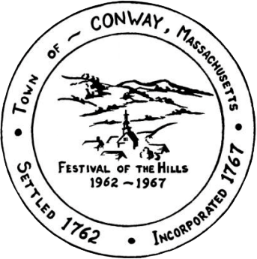 TOWN OF ~ CONWAY, MASSACHUSETTS
FESTIVAL OF THE HILLS
1962 ~ 1967
SETTLED 1762 • INCORPORATED 1767